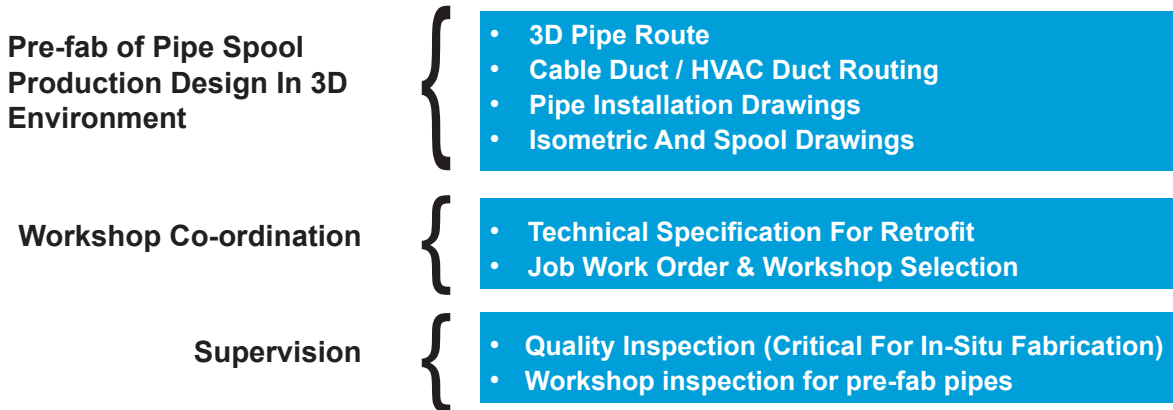 Pre-fab of Pipe Spool
Production Design In 3D
Environment
• 3D Pipe Route
• Cable Duct / HVAC Duct Routing
• Pipe Installation Drawings
• Isometric And Spool Drawings
Workshop Co-ordination
• Technical Specification For Retrofit
• Job Work Order & Workshop Selection
Supervision
• Quality Inspection (Critical For In-Situ Fabrication)
• Workshop inspection for pre-fab pipes